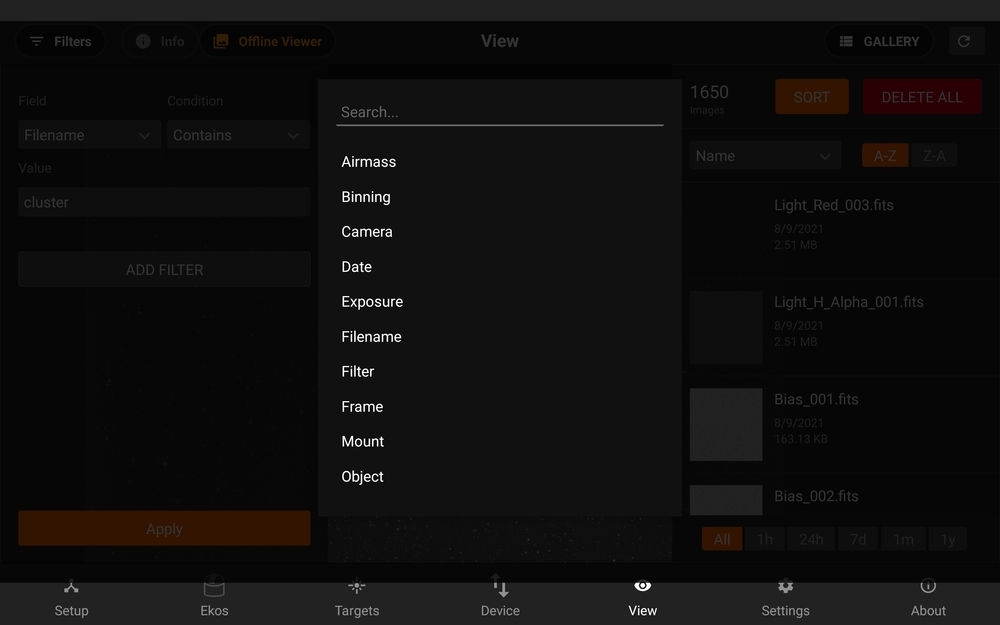 Filters
Info
Offline Viewer
View
GALLERY
Field
Condition
Filename
Contains
Value
cluster
ADD FILTER
Apply
Search...
Airmass
Binning
Camera
Date
Exposure
Filename
Filter
Frame
Mount
Object
1650
Images
SORT
DELETE ALL
Name
A-Z
Z-A
Light_Red_003.fits
8/9/2021
2.51 MB
Light_H_Alpha_001.fits
8/9/2021
2.51 MB
Bias_001.fits
8/9/2021
163.13 KB
Bias_002.fits
All
1h
24h
7d
1m
1y
Setup
Ekos
Targets
Device
View
Settings
About